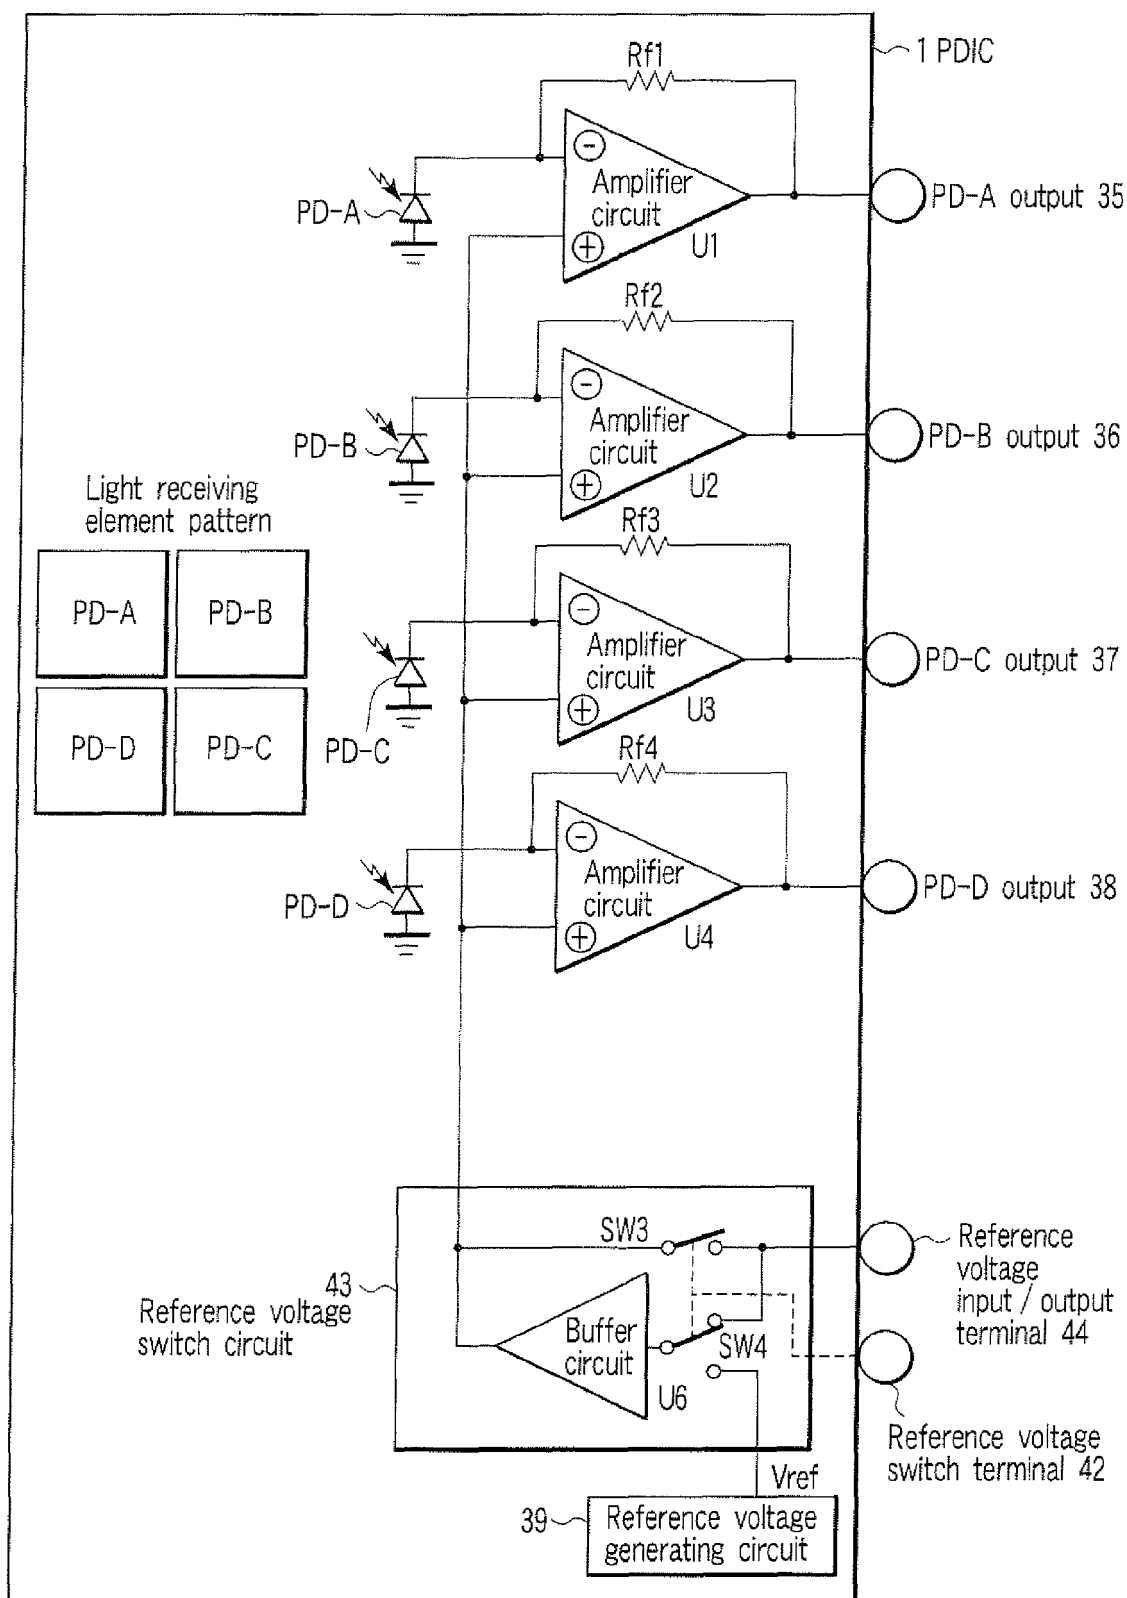 1 PDIC
Rf1
Amplifier
circuit
U1
PD-A
PD-A output 35
Rf2
Amplifier
circuit
U2
PD-B
PD-B output 36
Light receiving
element pattern
PD-A
PD-B
PD-D
PD-C
Rf3
Amplifier
circuit
U3
PD-C
PD-C output 37
Rf4
Amplifier
circuit
U4
PD-D
PD-D output 38
43
Reference voltage
switch circuit
SW3
Buffer
circuit
U6
SW4
Reference
voltage
input / output
terminal 44
Reference voltage
switch terminal 42
Vref
39
Reference voltage
generating circuit